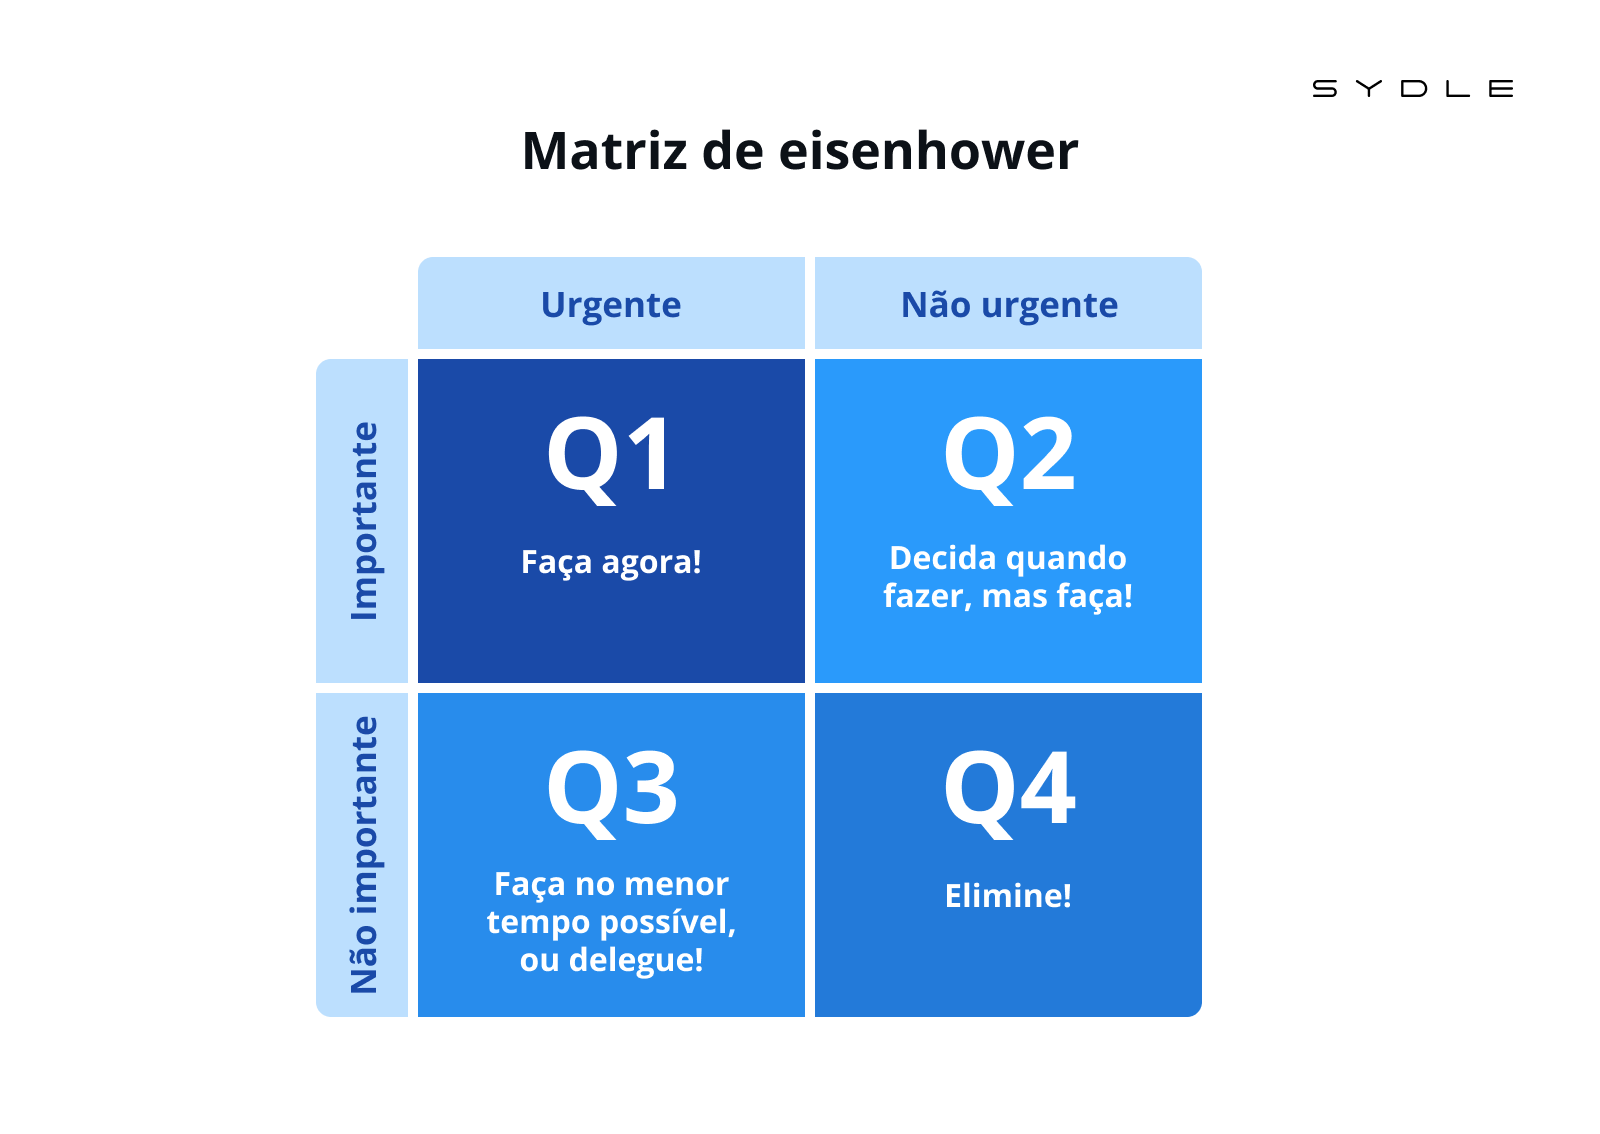 SYDLE
Matriz de eisenhower
Urgente
Não urgente
Importante
Q1
Faça agora!
Q2
Decida quando
fazer, mas faça!
Não importante
Q3
Faça no menor
tempo possível,
ou delegue!
Q4
Elimine!